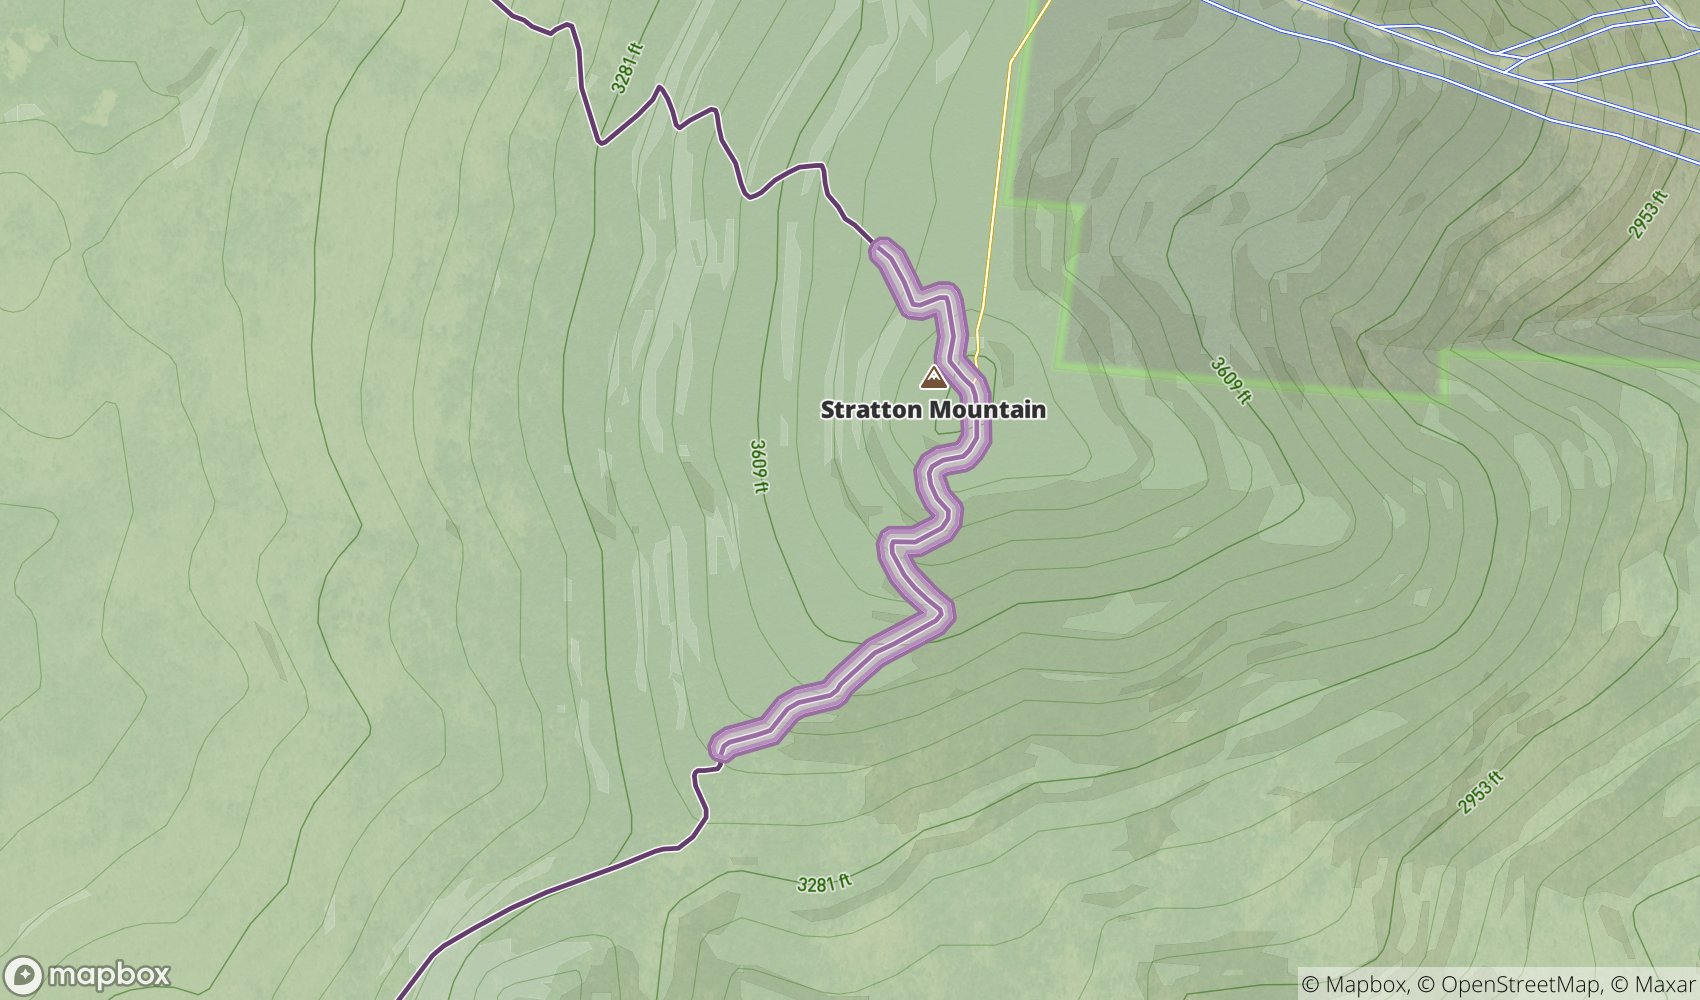 3281 ft
2953 ft
3609 ft
Stratton Mountain
3609 ft
2953 ft
3281 ft
mapbox
© Mapbox, © OpenStreetMap, © Maxar